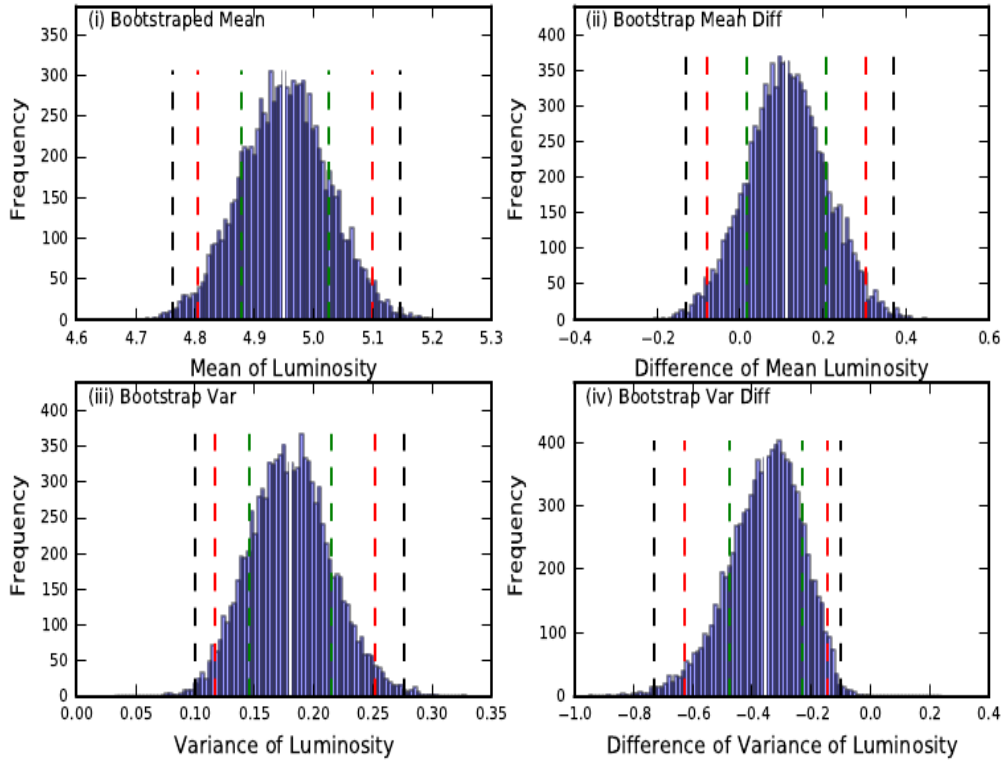 (i) Bootstraped Mean
350
300
250
200
150
100
50
0
Frequency
4.6 4.7 4.8 4.9 5.0 5.1 5.2 5.3
Mean of Luminosity
(ii) Bootstrap Mean Diff
400
350
300
250
200
150
100
50
0
Frequency
−0.4 −0.2 0.0 0.2 0.4 0.6
Difference of Mean Luminosity
(iii) Bootstrap Var
400
350
300
250
200
150
100
50
0
Frequency
0.00 0.05 0.10 0.15 0.20 0.25 0.30 0.35
Variance of Luminosity
(iv) Bootstrap Var Diff
400
300
200
100
0
Frequency
−1.0 −0.8 −0.6 −0.4 −0.2 0.0 0.2 0.4
Difference of Variance of Luminosity